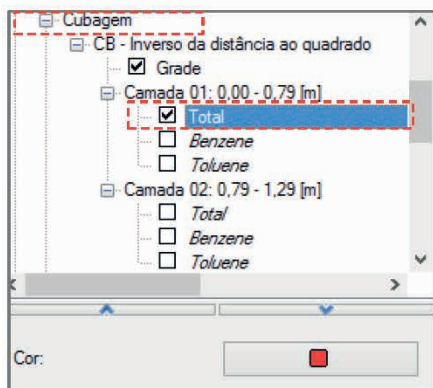 Cubagem
CB - Inverso da distância ao quadrado
Grade
Camada 01: 0,00 - 0,79 [m]
Total
Benzene
Toluene
Camada 02: 0,79 - 1,29 [m]
Total
Benzene
Toluene
Cor: